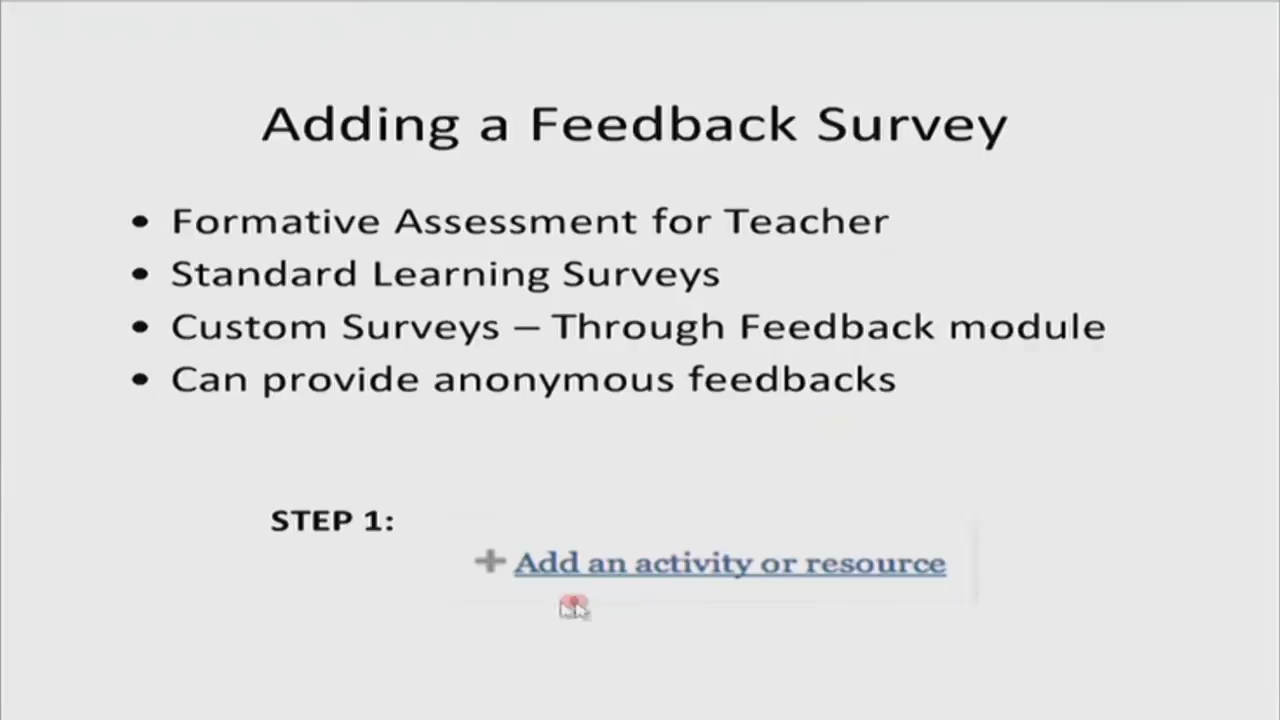 Adding a Feedback Survey
• Formative Assessment for Teacher
• Standard Learning Surveys
• Custom Surveys – Through Feedback module
• Can provide anonymous feedbacks
STEP 1:
Add an activity or resource